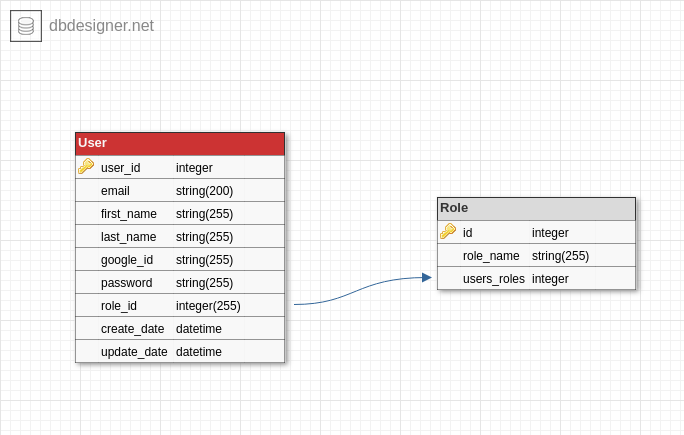 dbdesigner.net
User
user_id integer
email string(200)
first_name string(255)
last_name string(255)
google_id string(255)
password string(255)
role_id integer(255)
create_date datetime
update_date datetime
Role
id integer
role_name string(255)
users_roles integer